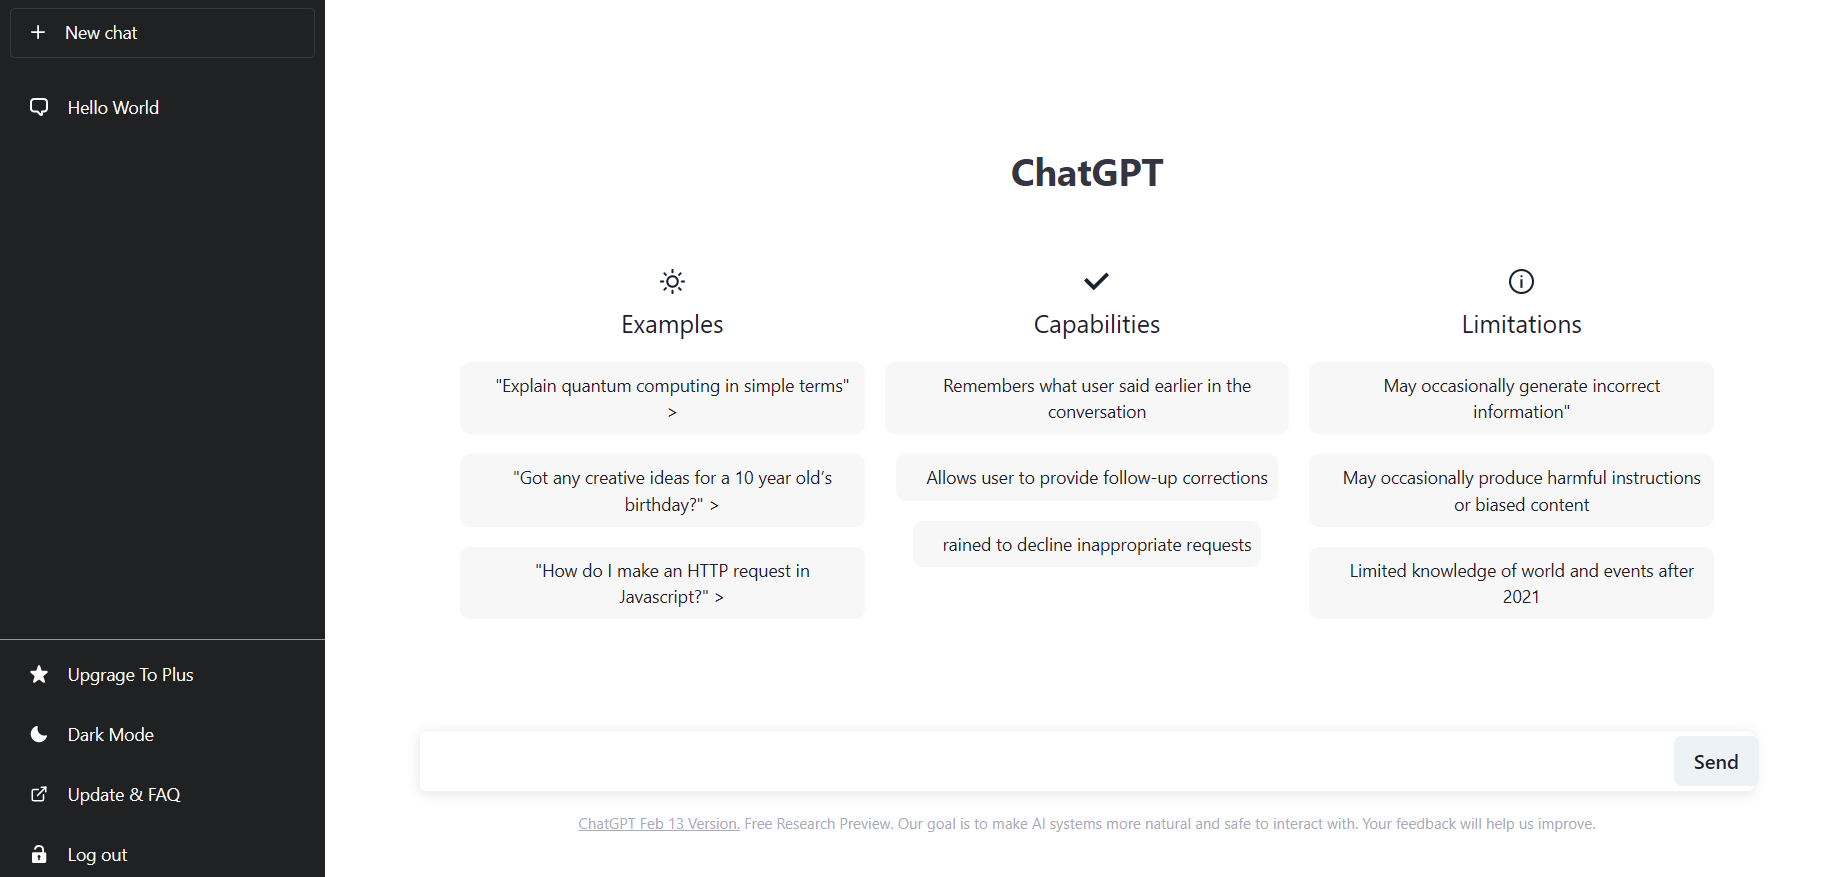 New chat
Hello World
Upgrage To Plus
Dark Mode
Update & FAQ
Log out
ChatGPT
Examples
"Explain quantum computing in simple terms"
>
"Got any creative ideas for a 10 year old’s
birthday?" >
"How do I make an HTTP request in
Javascript?" >
Capabilities
Remembers what user said earlier in the
conversation
Allows user to provide follow-up corrections
rained to decline inappropriate requests
Limitations
May occasionally generate incorrect
information"
May occasionally produce harmful instructions
or biased content
Limited knowledge of world and events after
2021
Send
ChatGPT Feb 13 Version. Free Research Preview. Our goal is to make AI systems more natural and safe to interact with. Your feedback will help us improve.